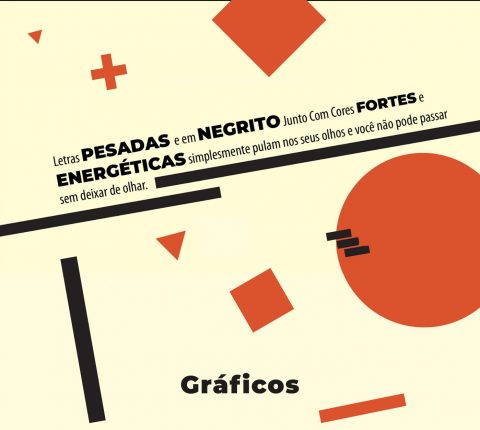 Letras PESADAS e em NEGRITO Junto Com Cores FORTES e
ENERGÉTICAS simplesmente pulam nos seus olhos e você não pode passar
sem deixar de olhar.
Gráficos